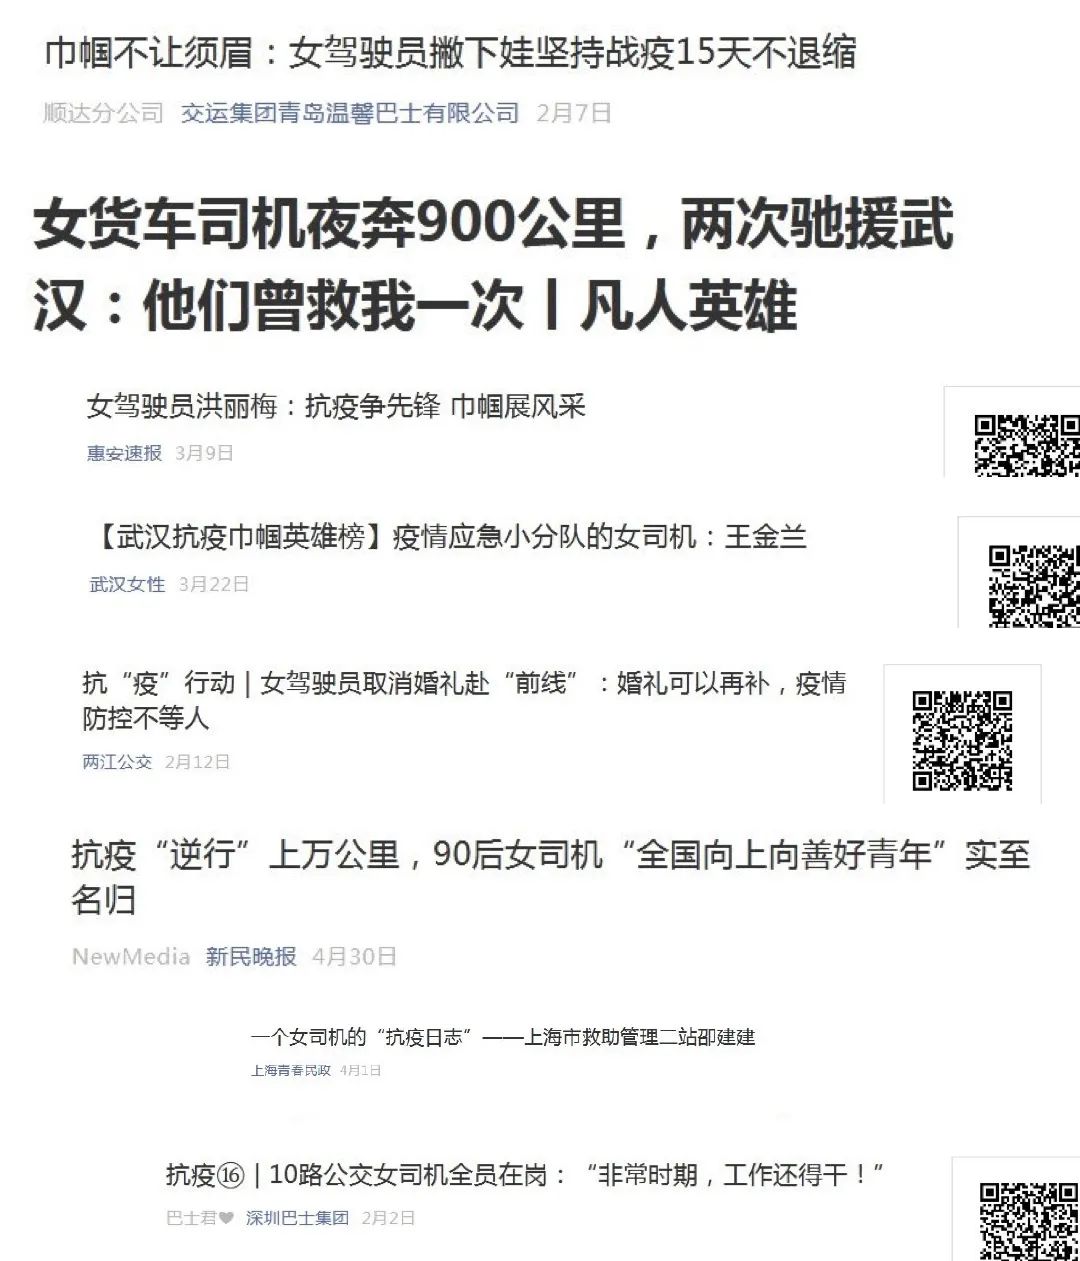 巾帼不让须眉：女驾驶员撇下娃坚持战疫15天不退缩
顺达分公司 交运集团青岛温馨巴士有限公司 2月7日
女货车司机夜奔900公里，两次驰援武
汉：他们曾救我一次丨凡人英雄
女驾驶员洪丽梅：抗疫争先锋 巾帼展风采
惠安速报 3月9日
【武汉抗疫巾帼英雄榜】疫情应急小分队的女司机：王金兰
武汉女性 3月22日
抗“疫”行动 | 女驾驶员取消婚礼赴“前线”：婚礼可以再补，疫情
防控不等人
两江公交 2月12日
抗疫“逆行”上万公里，90后女司机“全国向上向善好青年”实至
名归
NewMedia 新民晚报 4月30日
一个女司机的“抗疫日志”——上海市救助管理二站邵建建
上海青春民政 4月1日
抗疫⑯ | 10路公交女司机全员在岗：“非常时期，工作还得干！”
巴士君❤ 深圳巴士集团 2月2日